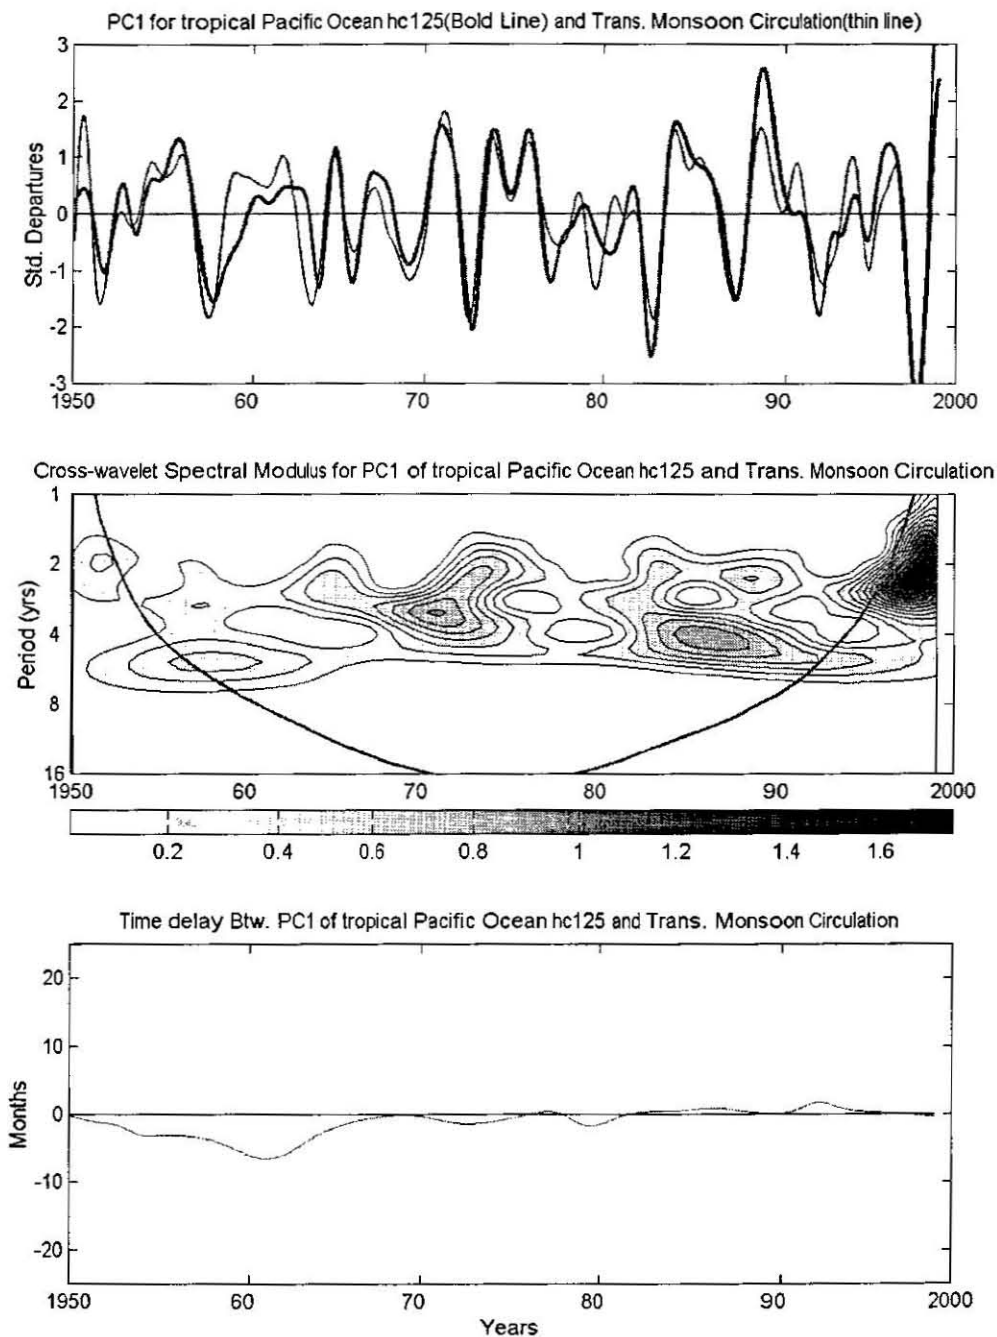 PC1 for tropical Pacific Ocean hc125(Bold Line) and Trans. Monsoon Circulation(thin line)
3
2
1
0
-1
-2
-3
Std. Departures
1950 60 70 80 90 2000
Cross-wavelet Spectral Modulus for PC1 of tropical Pacific Ocean hc125 and Trans. Monsoon Circulation
1
2
4
8
16
Period (yrs)
1950 60 70 80 90 2000
0.2 0.4 0.6 0.8 1 1.2 1.4 1.6
Time delay Btw. PC1 of tropical Pacific Ocean hc125 and Trans. Monsoon Circulation
20
10
0
-10
-20
Months
1950 60 70 80 90 2000
Years